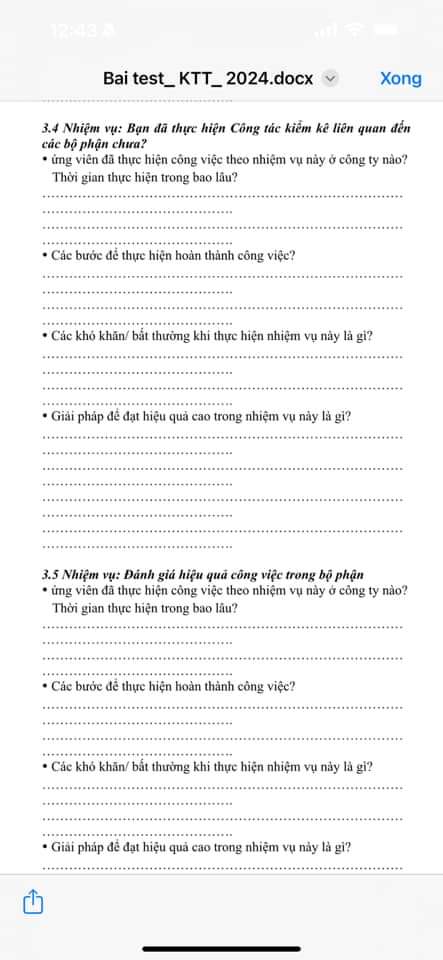 12:43
Bai test_ KTT_ 2024.docx
Xong
3.4 Nhiệm vụ: Bạn đã thực hiện Công tác kiểm kê liên quan đến
các bộ phận chưa?
• ứng viên đã thực hiện công việc theo nhiệm vụ này ở công ty nào?
Thời gian thực hiện trong bao lâu?
• Các bước để thực hiện hoàn thành công việc?
• Các khó khăn/ bất thường khi thực hiện nhiệm vụ này là gì?
• Giải pháp để đạt hiệu quả cao trong nhiệm vụ này là gì?
3.5 Nhiệm vụ: Đánh giá hiệu quả công việc trong bộ phận
• ứng viên đã thực hiện công việc theo nhiệm vụ này ở công ty nào?
Thời gian thực hiện trong bao lâu?
• Các bước để thực hiện hoàn thành công việc?
• Các khó khăn/ bất thường khi thực hiện nhiệm vụ này là gì?
• Giải pháp để đạt hiệu quả cao trong nhiệm vụ này là gì?